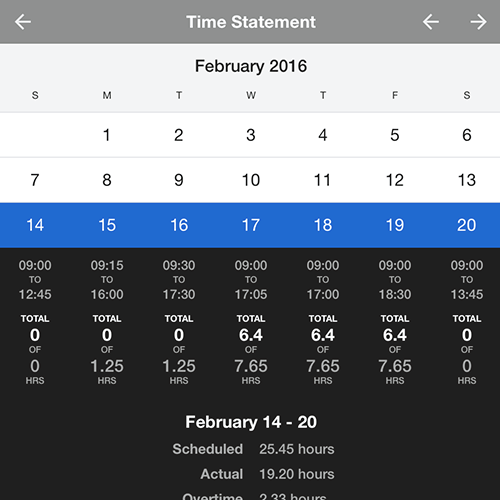 Time Statement
February 2016
S M T W T F S
1 2 3 4 5 6
7 8 9 10 11 12 13
14 15 16 17 18 19 20
09:00 09:15 09:30 09:00 09:00 09:00 09:00
TO TO TO TO TO TO TO
12:45 16:00 17:30 17:05 17:00 18:30 13:45
TOTAL TOTAL TOTAL TOTAL TOTAL TOTAL TOTAL
0 0 0 6.4 6.4 6.4 0
OF OF OF OF OF OF OF
0 1.25 1.25 7.65 7.65 7.65 0
HRS HRS HRS HRS HRS HRS HRS
February 14 - 20
Scheduled 25.45 hours
Actual 19.20 hours
Overtime 2.33 hours